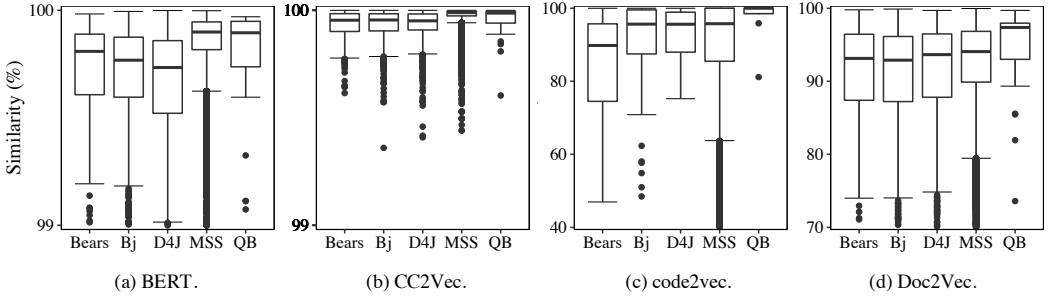 Similarity (%)
100
99
Bears Bj D4J MSS QB
(a) BERT.
100
99
Bears Bj D4J MSS QB
(b) CC2Vec.
100
80
60
40
Bears Bj D4J MSS QB
(c) code2vec.
100
90
80
70
Bears Bj D4J MSS QB
(d) Doc2Vec.